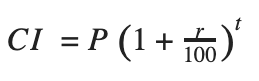 CI = P (1 + r/100)^t